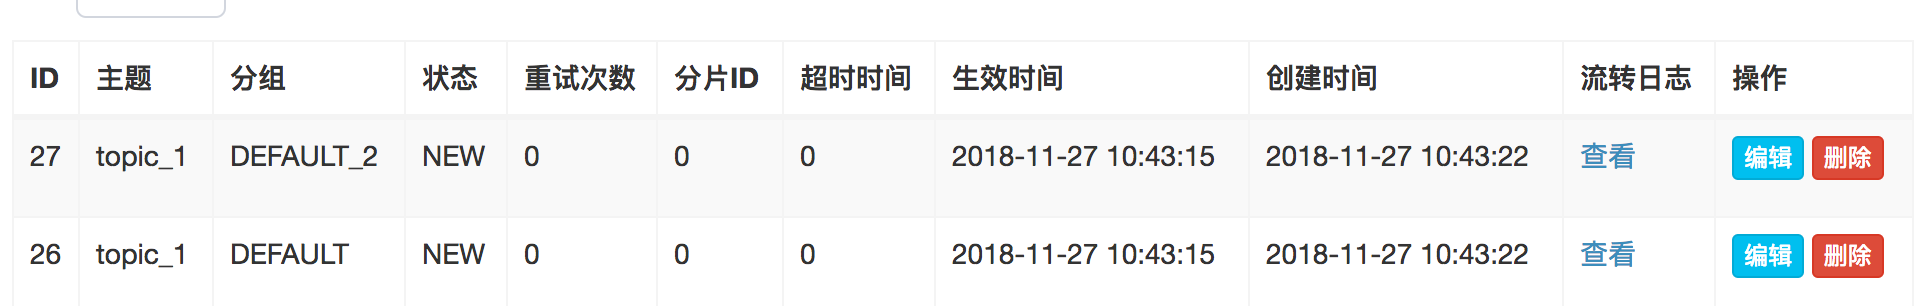 ID 主题 分组 状态 重试次数 分片ID 超时时间 生效时间 创建时间 流转日志 操作
27 topic_1 DEFAULT_2 NEW 0 0 0 2018-11-27 10:43:15 2018-11-27 10:43:22 查看 编辑 删除
26 topic_1 DEFAULT NEW 0 0 0 2018-11-27 10:43:15 2018-11-27 10:43:22 查看 编辑 删除